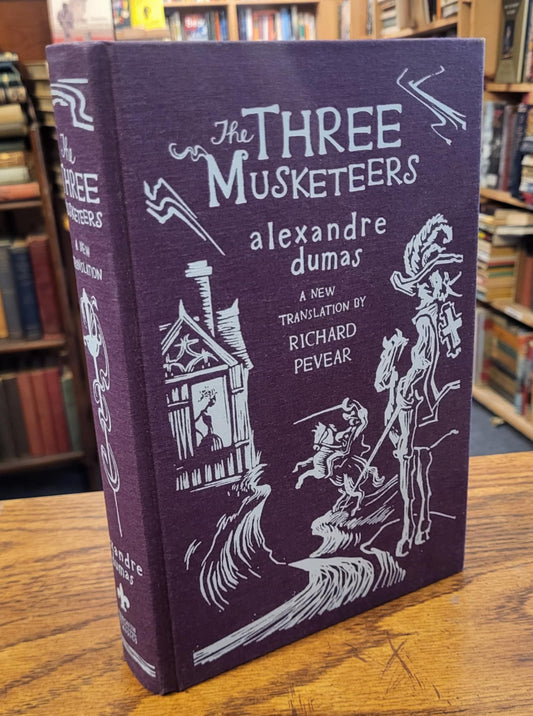 The THREE
MUSKETEERS
alexandre
dumas
A NEW
TRANSLATION BY
RICHARD
PEVEAR
The
THREE
MUSKETEERS
A NEW
TRANSLATION
alexandre
dumas